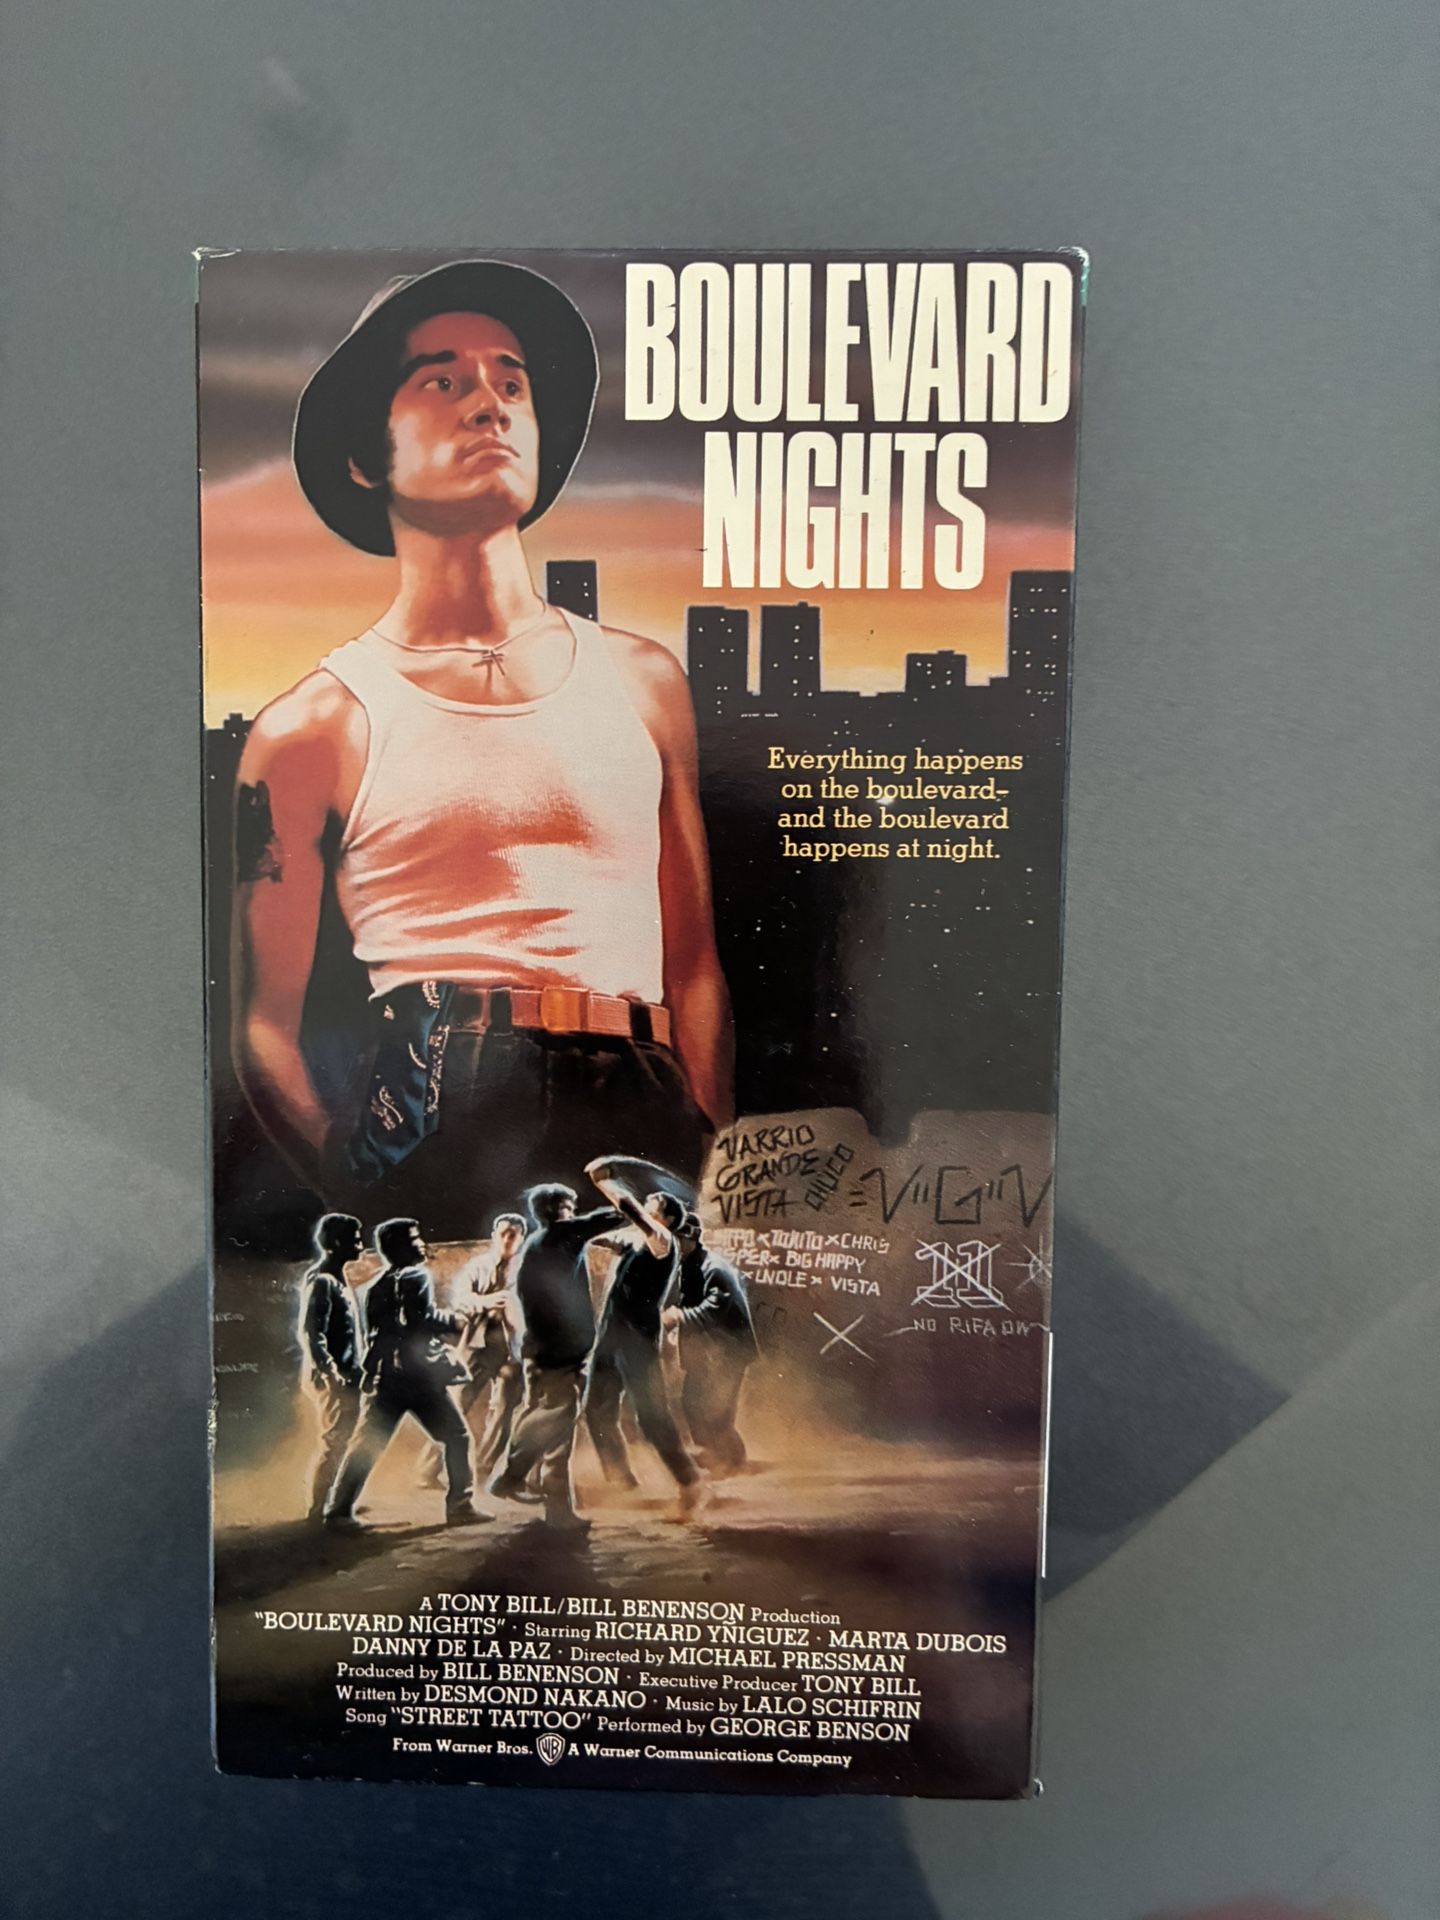 BOULEVARD
NIGHTS
Everything happens
on the boulevard-
and the boulevard
happens at night.
VARRIO
GRANDE
VISTA
CHUCO
=V"G"V
TOKITO × CHRIS
BIG HAPPY
VISTA
11
NO RIFA
A TONY BILL/BILL BENENSON Production
"BOULEVARD NIGHTS" · Starring RICHARD YÑIGUEZ · MARTA DUBOIS
DANNY DE LA PAZ · Directed by MICHAEL PRESSMAN
Produced by BILL BENENSON · Executive Producer TONY BILL
Written by DESMOND NAKANO · Music by LALO SCHIFRIN
Song "STREET TATTOO" Performed by GEORGE BENSON
From Warner Bros. WB A Warner Communications Company